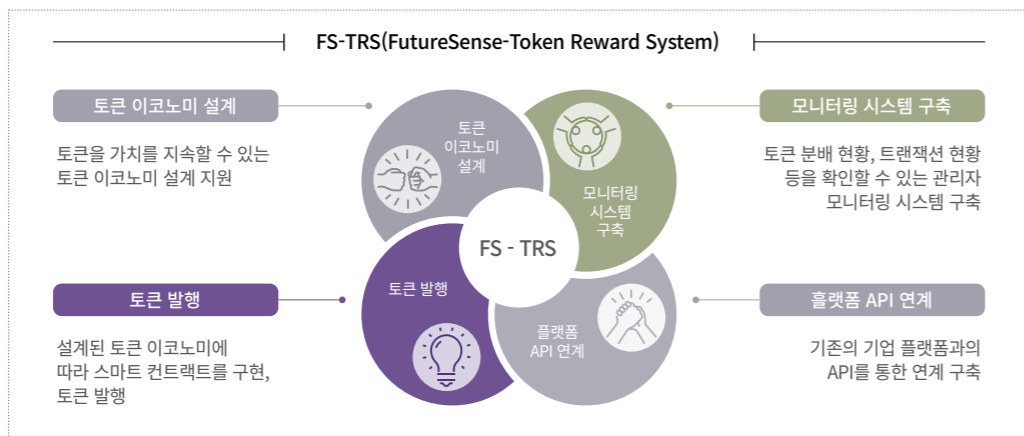 FS-TRS(FutureSense-Token Reward System)
토큰 이코노미 설계
토큰을 가치를 지속할 수 있는
토큰 이코노미 설계 지원
토큰
이코노미
설계
모니터링
시스템
구축
모니터링 시스템 구축
토큰 분배 현황, 트랜잭션 현황
등을 확인할 수 있는 관리자
모니터링 시스템 구축
FS - TRS
토큰 발행
설계된 토큰 이코노미에
따라 스마트 컨트랙트를 구현,
토큰 발행
토큰 발행
플랫폼
API 연계
흘랫폼 API 연계
기존의 기업 플랫폼과의
API를 통한 연계 구축